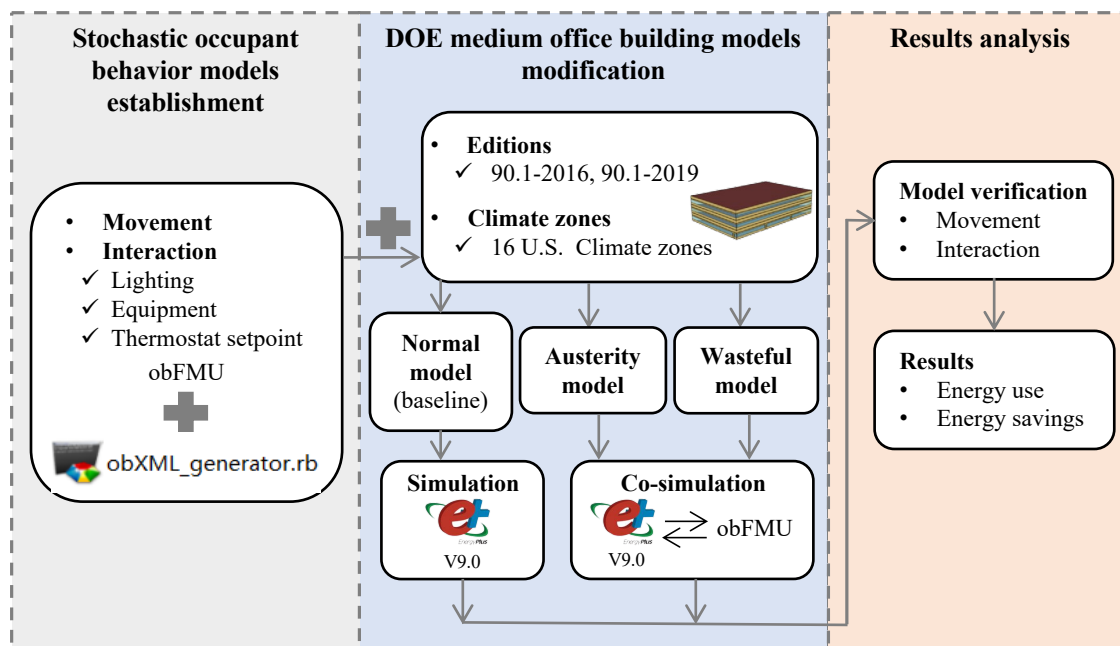 Stochastic occupant
behavior models
establishment
• Movement
• Interaction
✓ Lighting
✓ Equipment
✓ Thermostat setpoint
obFMU
obXML_generator.rb
DOE medium office building models
modification
• Editions
✓ 90.1-2016, 90.1-2019
• Climate zones
✓ 16 U.S. Climate zones
Normal
model
(baseline)
Austerity
model
Wasteful
model
Simulation
e+
EnergyPlus
V9.0
Co-simulation
e+
EnergyPlus
V9.0
obFMU
Results analysis
Model verification
• Movement
• Interaction
Results
• Energy use
• Energy savings